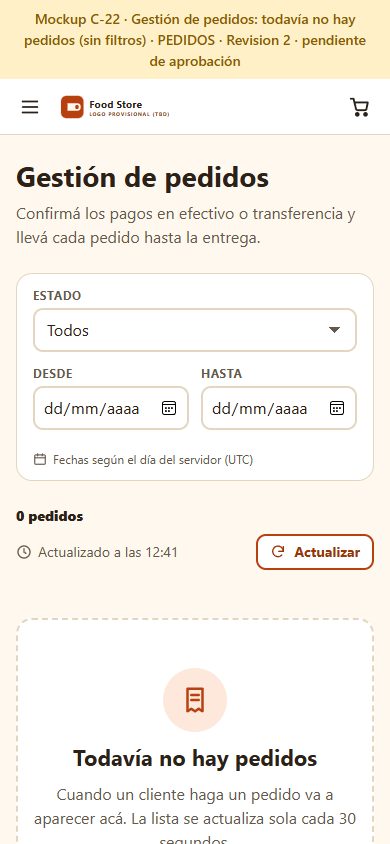 Mockup C-22 · Gestión de pedidos: todavía no hay
pedidos (sin filtros) · PEDIDOS · Revision 2 · pendiente
de aprobación
Food Store
LOGO PROVISIONAL (TBD)
Gestión de pedidos
Confirmá los pagos en efectivo o transferencia y
llevá cada pedido hasta la entrega.
ESTADO
Todos
DESDE HASTA
dd/mm/aaaa dd/mm/aaaa
Fechas según el día del servidor (UTC)
0 pedidos
Actualizado a las 12:41 Actualizar
Todavía no hay pedidos
Cuando un cliente haga un pedido va a
aparecer acá. La lista se actualiza sola cada 30
segundos